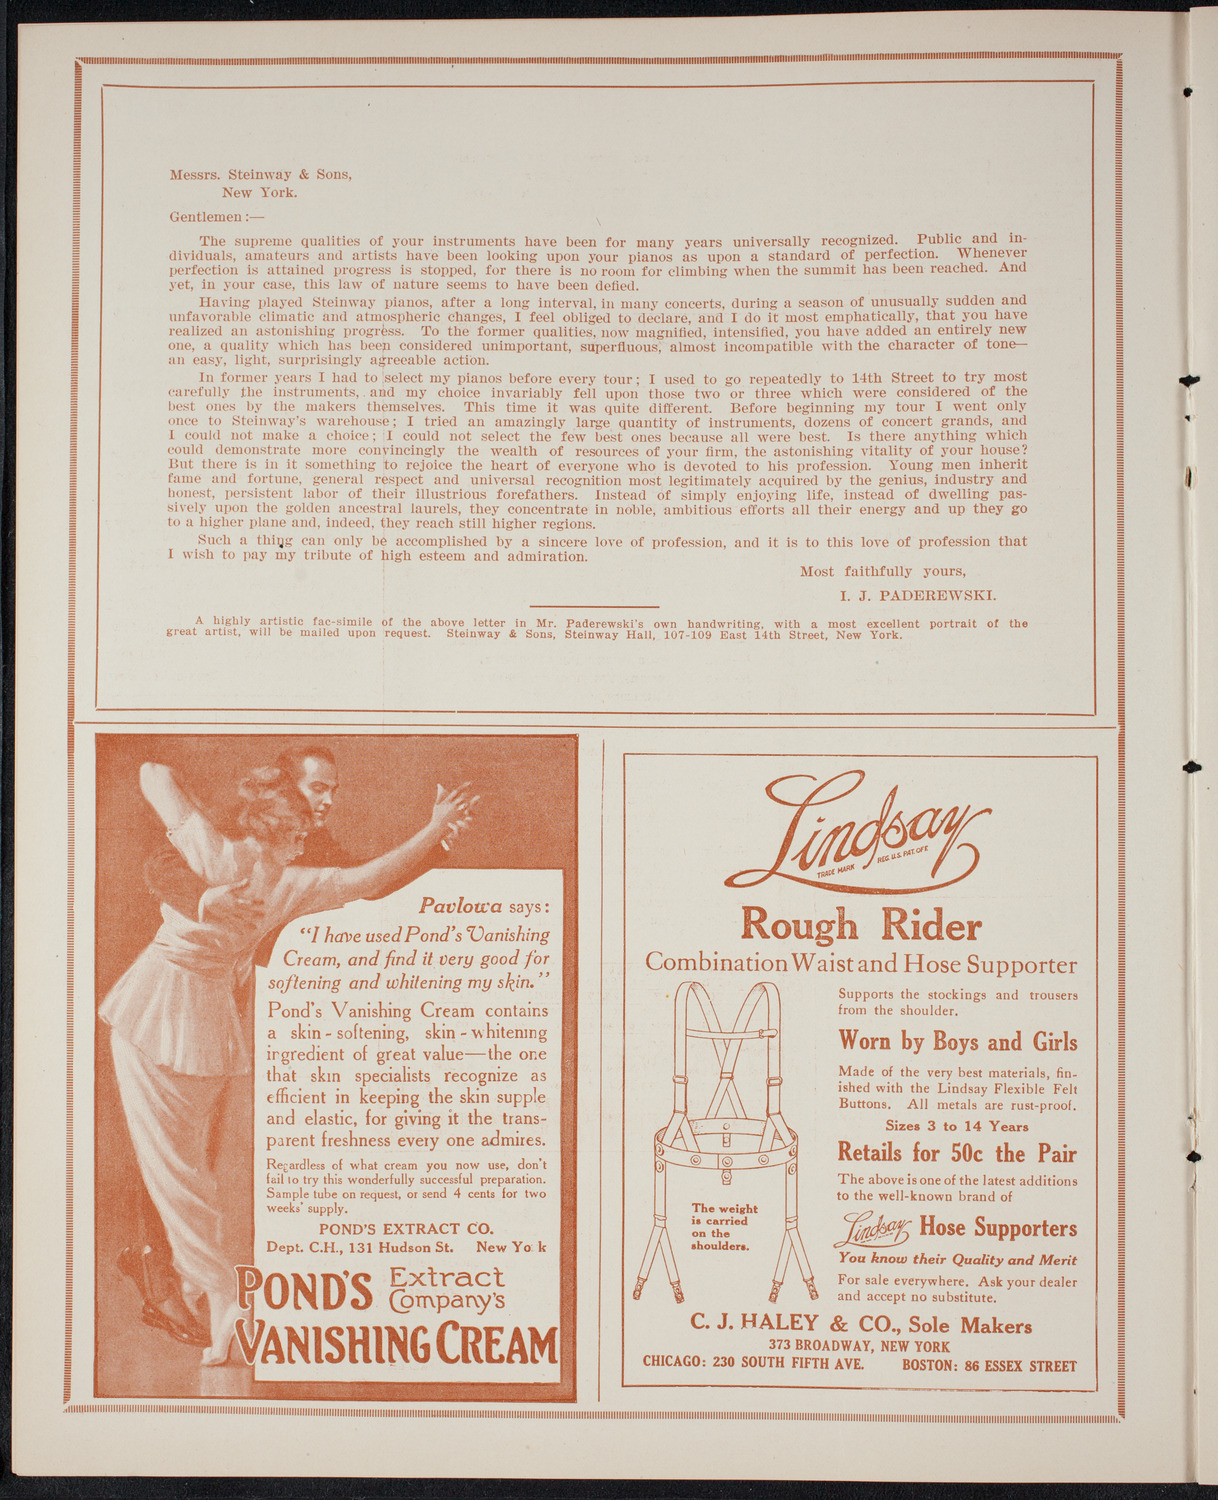 Messrs. Steinway & Sons,
New York.
Gentlemen:—
The supreme qualities of your instruments have been for many years universally recognized. Public and in-
dividuals, amateurs and artists have been looking upon your pianos as upon a standard of perfection. Whenever
perfection is attained progress is stopped, for there is no room for climbing when the summit has been reached. And
yet, in your case, this law of nature seems to have been defied.
Having played Steinway pianos, after a long interval, in many concerts, during a season of unusually sudden and
unfavorable climatic and atmospheric changes, I feel obliged to declare, and I do it most emphatically, that you have
realized an astonishing progress. To the former qualities, now magnified, intensified, you have added an entirely new
one, a quality which has been considered unimportant, superfluous, almost incompatible with the character of tone—
an easy, light, surprisingly agreeable action.
In former years I had to select my pianos before every tour; I used to go repeatedly to 14th Street to try most
carefully the instruments, and my choice invariably fell upon those two or three which were considered of the
best ones by the makers themselves. This time it was quite different. Before beginning my tour I went only
once to Steinway's warehouse; I tried an amazingly large quantity of instruments, dozens of concert grands, and
I could not make a choice; I could not select the few best ones because all were best. Is there anything which
could demonstrate more convincingly the wealth of resources of your firm, the astonishing vitality of your house?
But there is in it something to rejoice the heart of everyone who is devoted to his profession. Young men inherit
fame and fortune, general respect and universal recognition most legitimately acquired by the genius, industry and
honest, persistent labor of their illustrious forefathers. Instead of simply enjoying life, instead of dwelling pas-
sively upon the golden ancestral laurels, they concentrate in noble, ambitious efforts all their energy and up they go
to a higher plane and, indeed, they reach still higher regions.
Such a thing can only be accomplished by a sincere love of profession, and it is to this love of profession that
I wish to pay my tribute of high esteem and admiration.
Most faithfully yours,
I. J. PADEREWSKI.
A highly artistic fac-simile of the above letter in Mr. Paderewski's own handwriting, with a most excellent portrait of the
great artist, will be mailed upon request. Steinway & Sons, Steinway Hall, 107-109 East 14th Street, New York.
Pavlowa says:
"I have used Pond's Vanishing
Cream, and find it very good for
softening and whitening my skin."
Pond's Vanishing Cream contains
a skin-softening, skin-whitening
ingredient of great value—the one
that skin specialists recognize as
efficient in keeping the skin supple
and elastic, for giving it the trans-
parent freshness every one admires.
Regardless of what cream you now use, don't
fail to try this wonderfully successful preparation.
Sample tube on request, or send 4 cents for two
weeks' supply.
POND'S EXTRACT CO.
Dept. C.H., 131 Hudson St. New Yo k
POND'S Extract
Company's
VANISHING CREAM
Lindsay
TRADE MARK REG. U.S. PAT. OFF.
Rough Rider
Combination Waist and Hose Supporter
Supports the stockings and trousers
from the shoulder.
Worn by Boys and Girls
Made of the very best materials, fin-
ished with the Lindsay Flexible Felt
Buttons. All metals are rust-proof.
Sizes 3 to 14 Years
Retails for 50c the Pair
The above is one of the latest additions
to the well-known brand of
Lindsay Hose Supporters
You know their Quality and Merit
For sale everywhere. Ask your dealer
and accept no substitute.
The weight
is carried
on the
shoulders.
C. J. HALEY & CO., Sole Makers
373 BROADWAY, NEW YORK
CHICAGO: 230 SOUTH FIFTH AVE. BOSTON: 86 ESSEX STREET